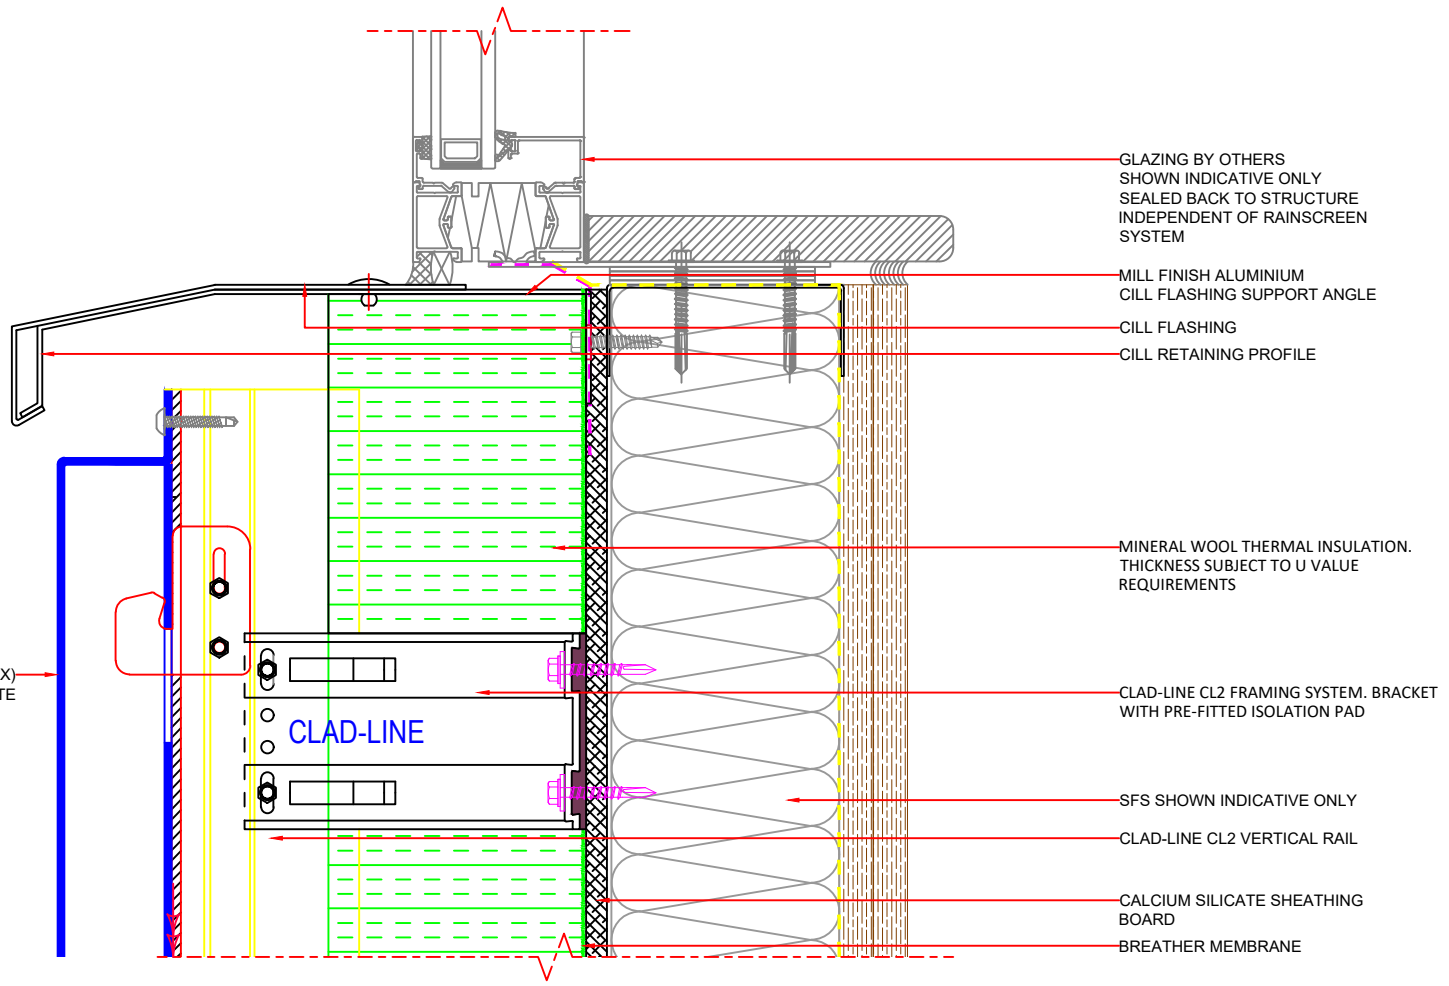 GLAZING BY OTHERS
SHOWN INDICATIVE ONLY
SEALED BACK TO STRUCTURE
INDEPENDENT OF RAINSCREEN
SYSTEM
MILL FINISH ALUMINIUM
CILL FLASHING SUPPORT ANGLE
CILL FLASHING
CILL RETAINING PROFILE
MINERAL WOOL THERMAL INSULATION.
THICKNESS SUBJECT TO U VALUE
REQUIREMENTS
X)
TE
CLAD-LINE CL2 FRAMING SYSTEM. BRACKET
WITH PRE-FITTED ISOLATION PAD
CLAD-LINE
SFS SHOWN INDICATIVE ONLY
CLAD-LINE CL2 VERTICAL RAIL
CALCIUM SILICATE SHEATHING
BOARD
BREATHER MEMBRANE